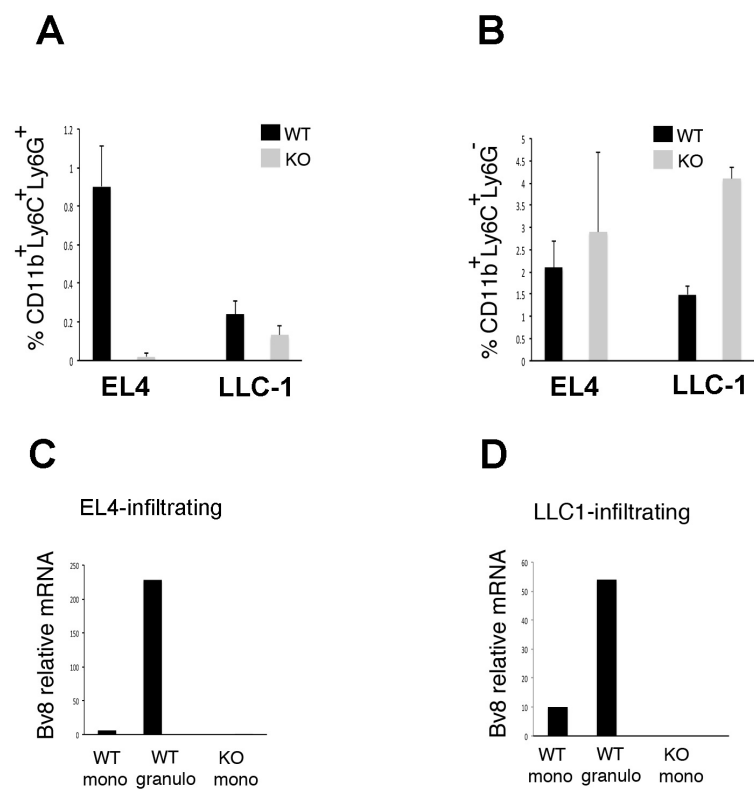 A
% CD11b+Ly6C+Ly6G+
1.2
1
0.8
0.6
0.4
0.2
0
WT
KO
EL4 LLC-1
B
% CD11b+Ly6C+Ly6G-
5
4.5
4
3.5
3
2.5
2
1.5
1
0.5
0
WT
KO
EL4 LLC-1
C
EL4-infiltrating
Bv8 relative mRNA
250
200
150
100
50
0
WT WT KO
mono granulo mono
D
LLC1-infiltrating
Bv8 relative mRNA
60
50
40
30
20
10
0
WT WT KO
mono granulo mono